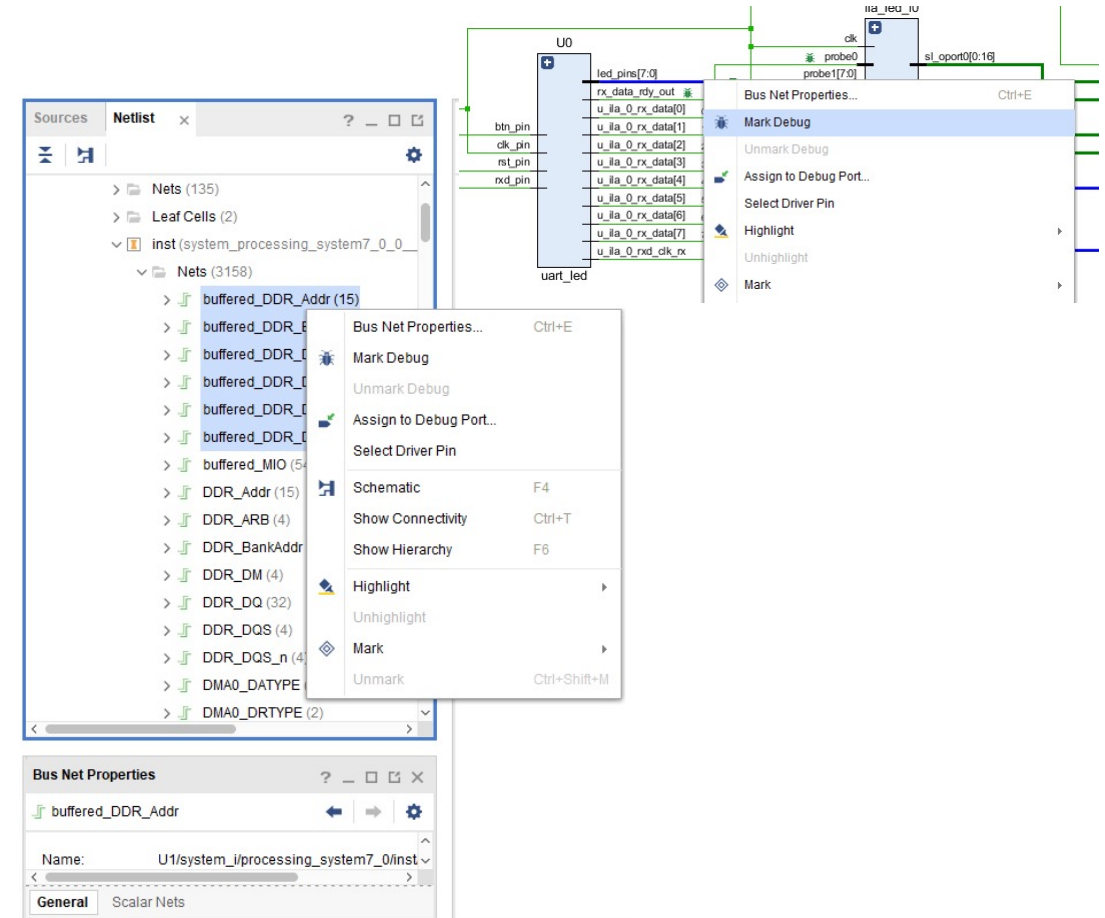 ila_led_i0
U0
clk
probe0
sl_oport0[0:16]
probe1[7:0]
led_pins[7:0]
rx_data_rdy_out
u_ila_0_rx_data[0]
u_ila_0_rx_data[1]
u_ila_0_rx_data[2]
u_ila_0_rx_data[3]
u_ila_0_rx_data[4]
u_ila_0_rx_data[5]
u_ila_0_rx_data[6]
u_ila_0_rx_data[7]
u_ila_0_rxd_clk_rx
btn_pin
clk_pin
rst_pin
rxd_pin
uart_led
Bus Net Properties... Ctrl+E
Mark Debug
Unmark Debug
Assign to Debug Port...
Select Driver Pin
Highlight
Unhighlight
Mark
Sources Netlist
Nets (135)
Leaf Cells (2)
inst (system_processing_system7_0_0__
Nets (3158)
buffered_DDR_Addr (15)
buffered_DDR_
buffered_DDR_
buffered_DDR_
buffered_DDR_
buffered_DDR_
buffered_MIO (54
DDR_Addr (15)
DDR_ARB (4)
DDR_BankAddr
DDR_DM (4)
DDR_DQ (32)
DDR_DQS (4)
DDR_DQS_n (4
DMA0_DATYPE
DMA0_DRTYPE (2)
Bus Net Properties... Ctrl+E
Mark Debug
Unmark Debug
Assign to Debug Port...
Select Driver Pin
Schematic F4
Show Connectivity Ctrl+T
Show Hierarchy F6
Highlight
Unhighlight
Mark
Unmark Ctrl+Shift+M
Bus Net Properties
buffered_DDR_Addr
Name: U1/system_i/processing_system7_0/inst
General Scalar Nets